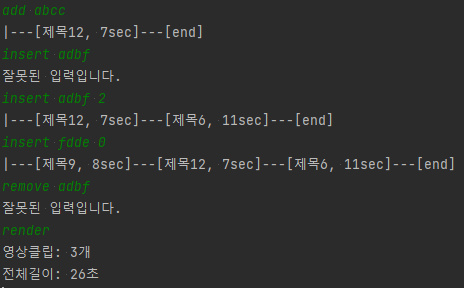 add abcc
|---[제목12, 7sec]---[end]
insert adbf
잘못된 입력입니다.
insert adbf 2
|---[제목12, 7sec]---[제목6, 11sec]---[end]
insert fdde 0
|---[제목9, 8sec]---[제목12, 7sec]---[제목6, 11sec]---[end]
remove adbf
잘못된 입력입니다.
render
영상클립: 3개
전체길이: 26초